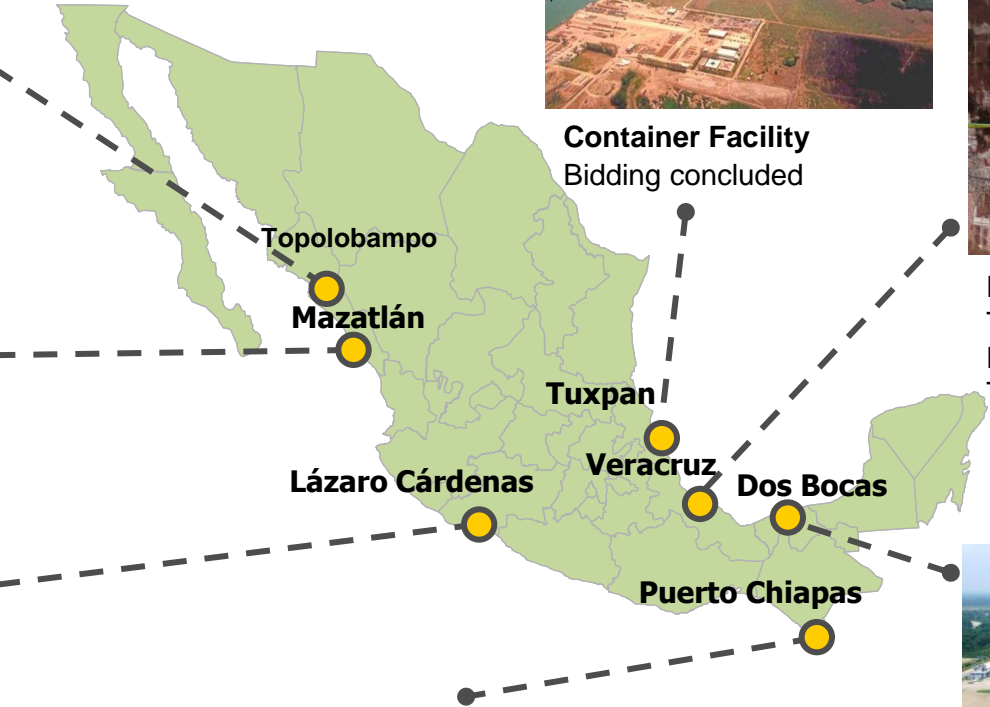 Container Facility
Bidding concluded
Topolobampo
Mazatlán
Tuxpan
Veracruz
Dos Bocas
Lázaro Cárdenas
Puerto Chiapas